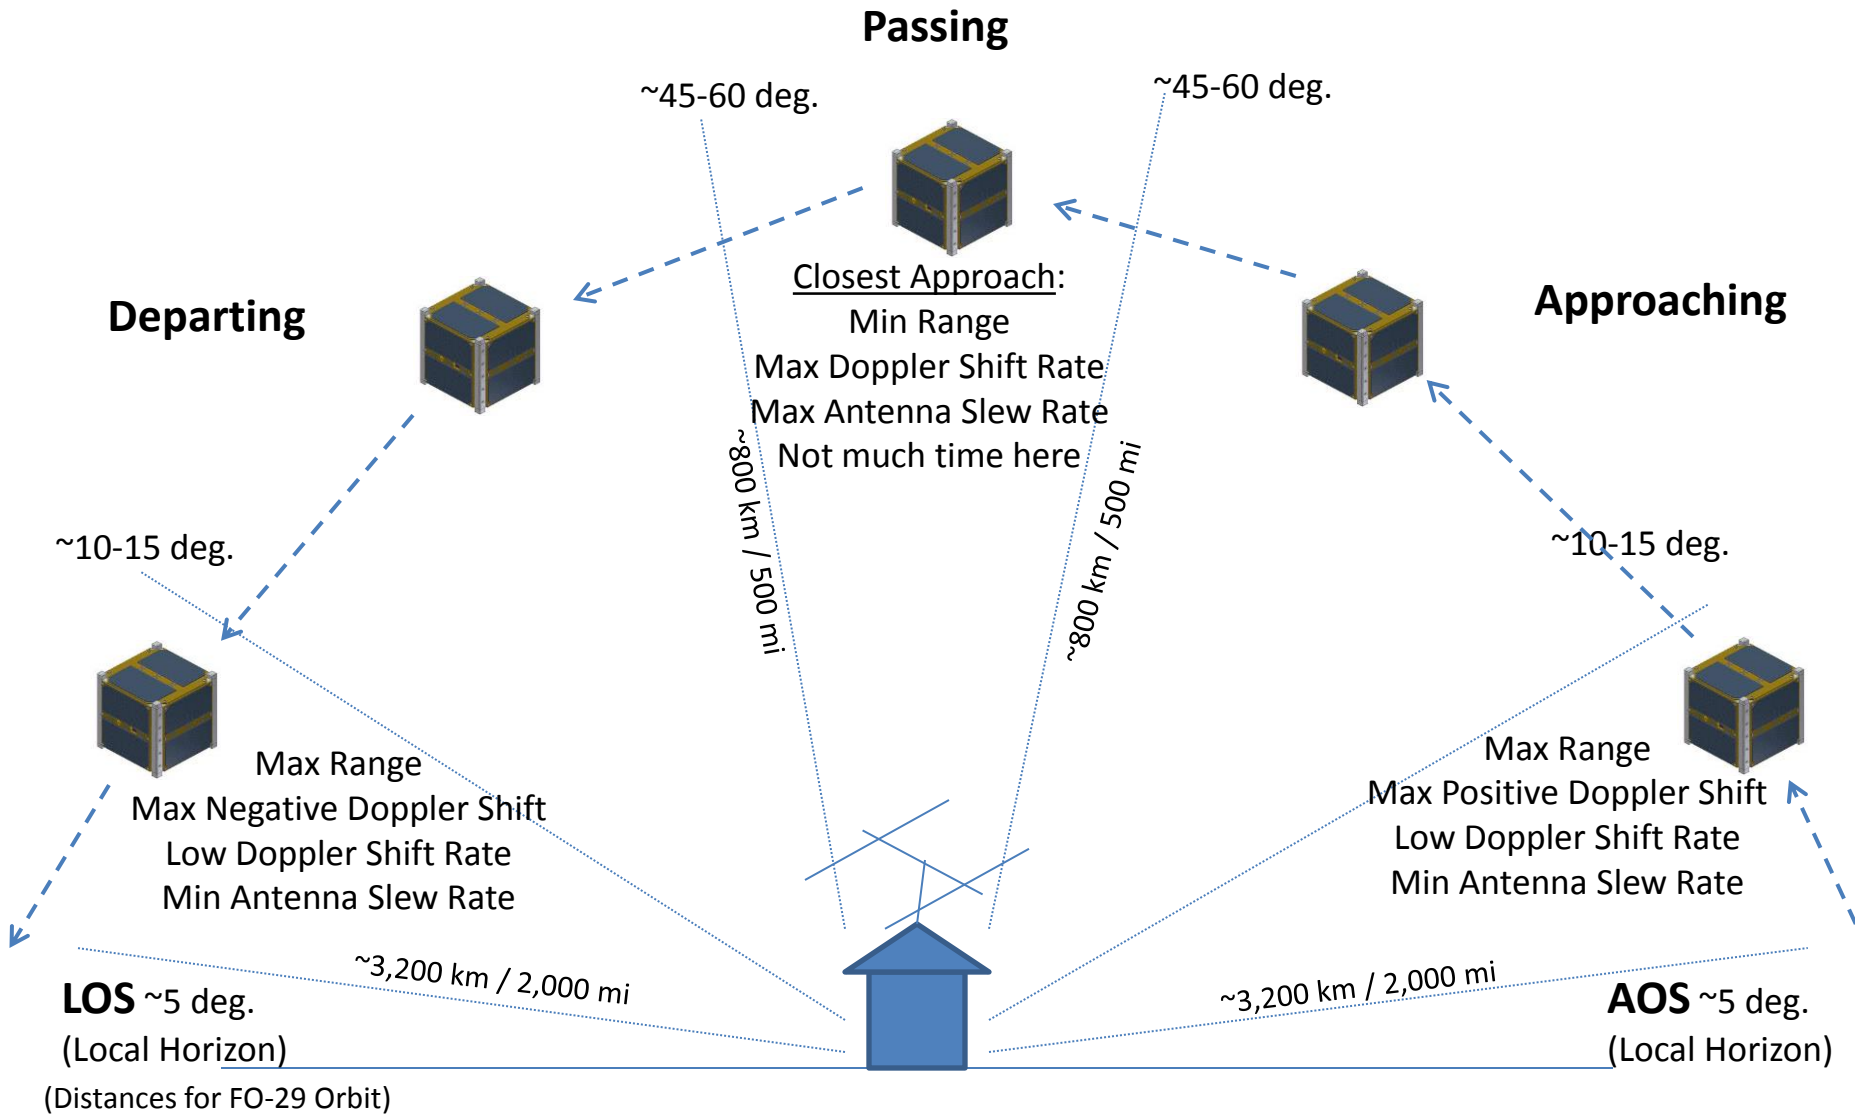 Passing
~45-60 deg.
~45-60 deg.
Closest Approach:
Min Range
Max Doppler Shift Rate
Max Antenna Slew Rate
Not much time here
Departing
Approaching
~800 km / 500 mi
~800 km / 500 mi
~10-15 deg.
~10-15 deg.
Max Range
Max Negative Doppler Shift
Low Doppler Shift Rate
Min Antenna Slew Rate
Max Range
Max Positive Doppler Shift
Low Doppler Shift Rate
Min Antenna Slew Rate
~3,200 km / 2,000 mi
~3,200 km / 2,000 mi
LOS ~5 deg.
(Local Horizon)
(Distances for FO-29 Orbit)
AOS ~5 deg.
(Local Horizon)